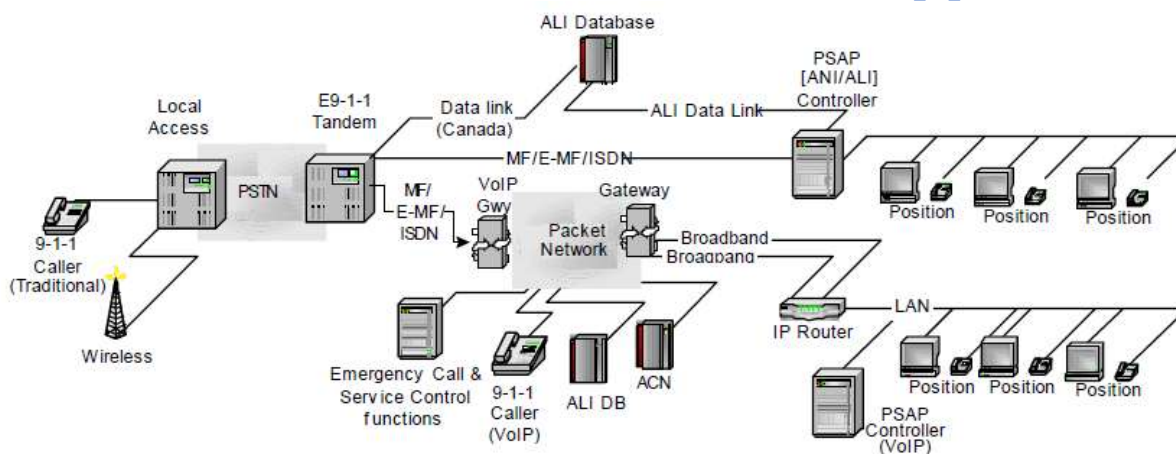 ALI Database
PSAP
[ANI/ALI]
Controller
Local
Access
E9-1-1
Tandem
Data link
(Canada)
ALI Data Link
MF/E-MF/ISDN
PSTN
MF/
E-MF/
ISDN
VoIP
Gwy
Gateway
Packet
Network
Broadband
Broadband
Position
Position
Position
9-1-1
Caller
(Traditional)
Wireless
LAN
IP Router
Emergency Call &
Service Control
functions
9-1-1
Caller
(VoIP)
ALI DB
ACN
Position
Position
Position
PSAP
Controller
(VoIP)